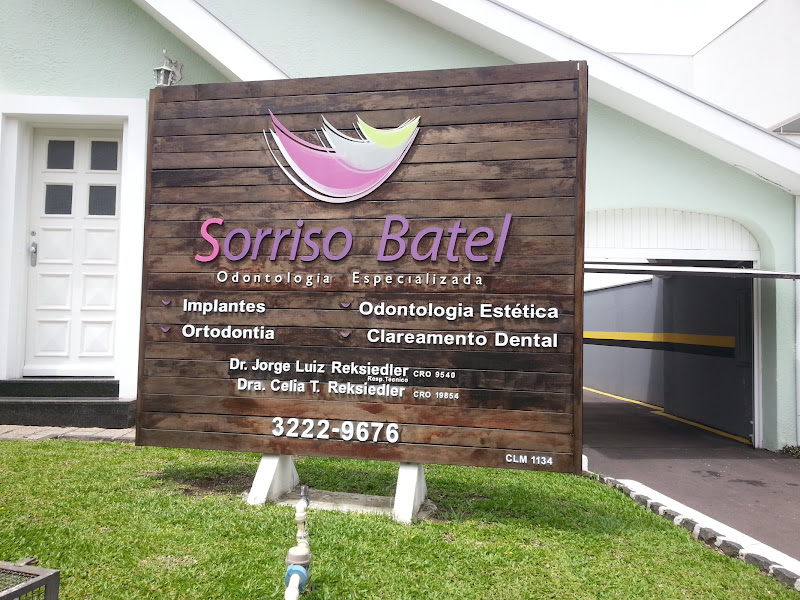 Sorriso Batel
Odontologia Especializada
Implantes
Odontologia Estética
Ortodontia
Clareamento Dental
Dr. Jorge Luiz Reksiedler CRO 9540
Resp. Técnico
Dra. Celia T. Reksiedler CRO 19854
3222-9676
CLM 1134